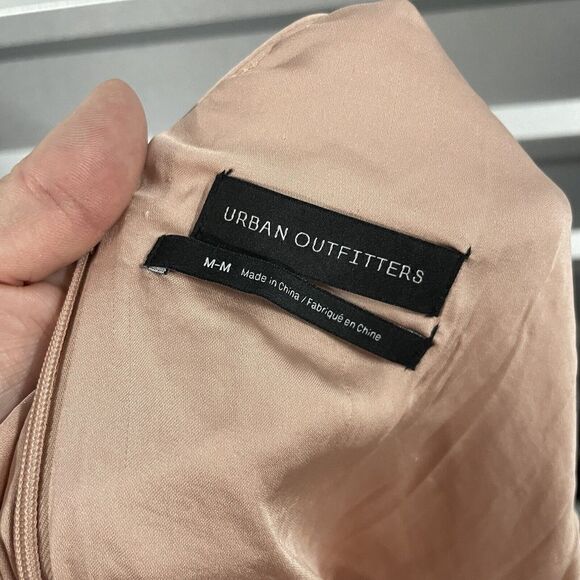 URBAN OUTFITTERS
M-M Made in China / Fabriqué en Chine